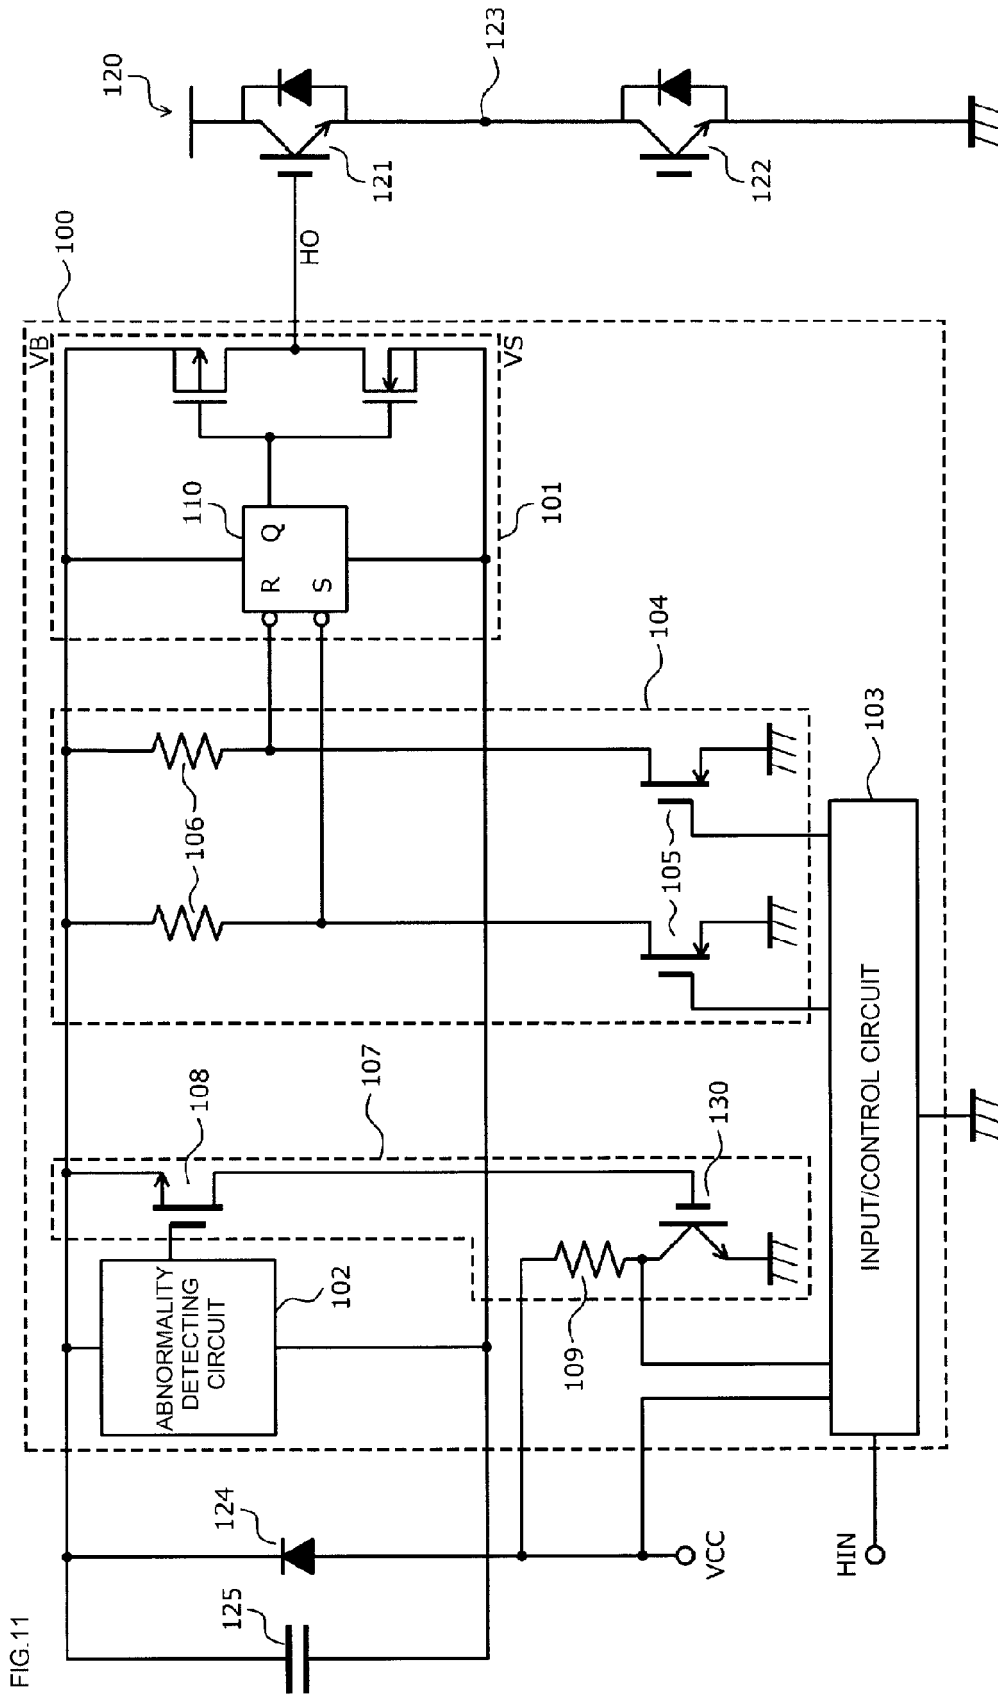 FIG.11
120
100
121
123
122
HO
VB
VS
110
Q
R
S
101
104
103
106
105
107
108
130
102
ABNORMALITY
DETECTING
CIRCUIT
109
INPUT/CONTROL CIRCUIT
124
125
VCC
HIN